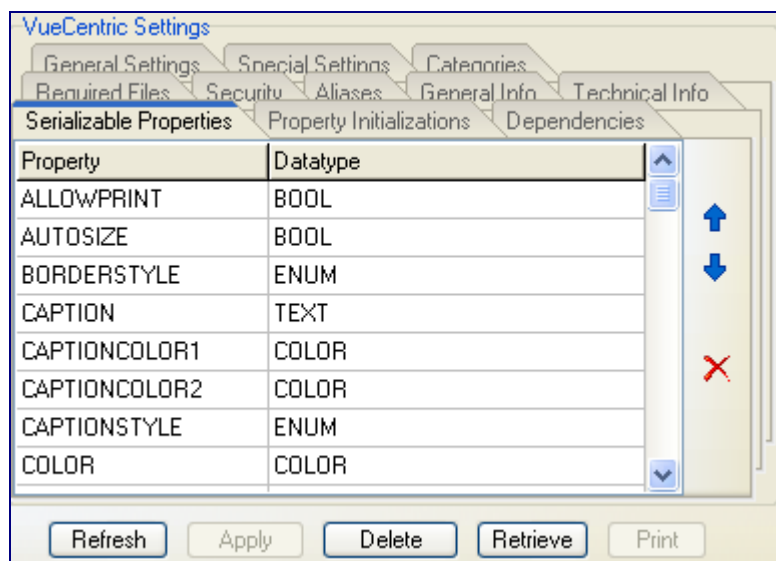 VueCentric Settings
General Settings Special Settings Categories
Required Files Security Aliases General Info Technical Info
Serializable Properties Property Initializations Dependencies
Property Datatype
ALLOWPRINT BOOL
AUTOSIZE BOOL
BORDERSTYLE ENUM
CAPTION TEXT
CAPTIONCOLOR1 COLOR
CAPTIONCOLOR2 COLOR
CAPTIONSTYLE ENUM
COLOR COLOR
Refresh Apply Delete Retrieve Print